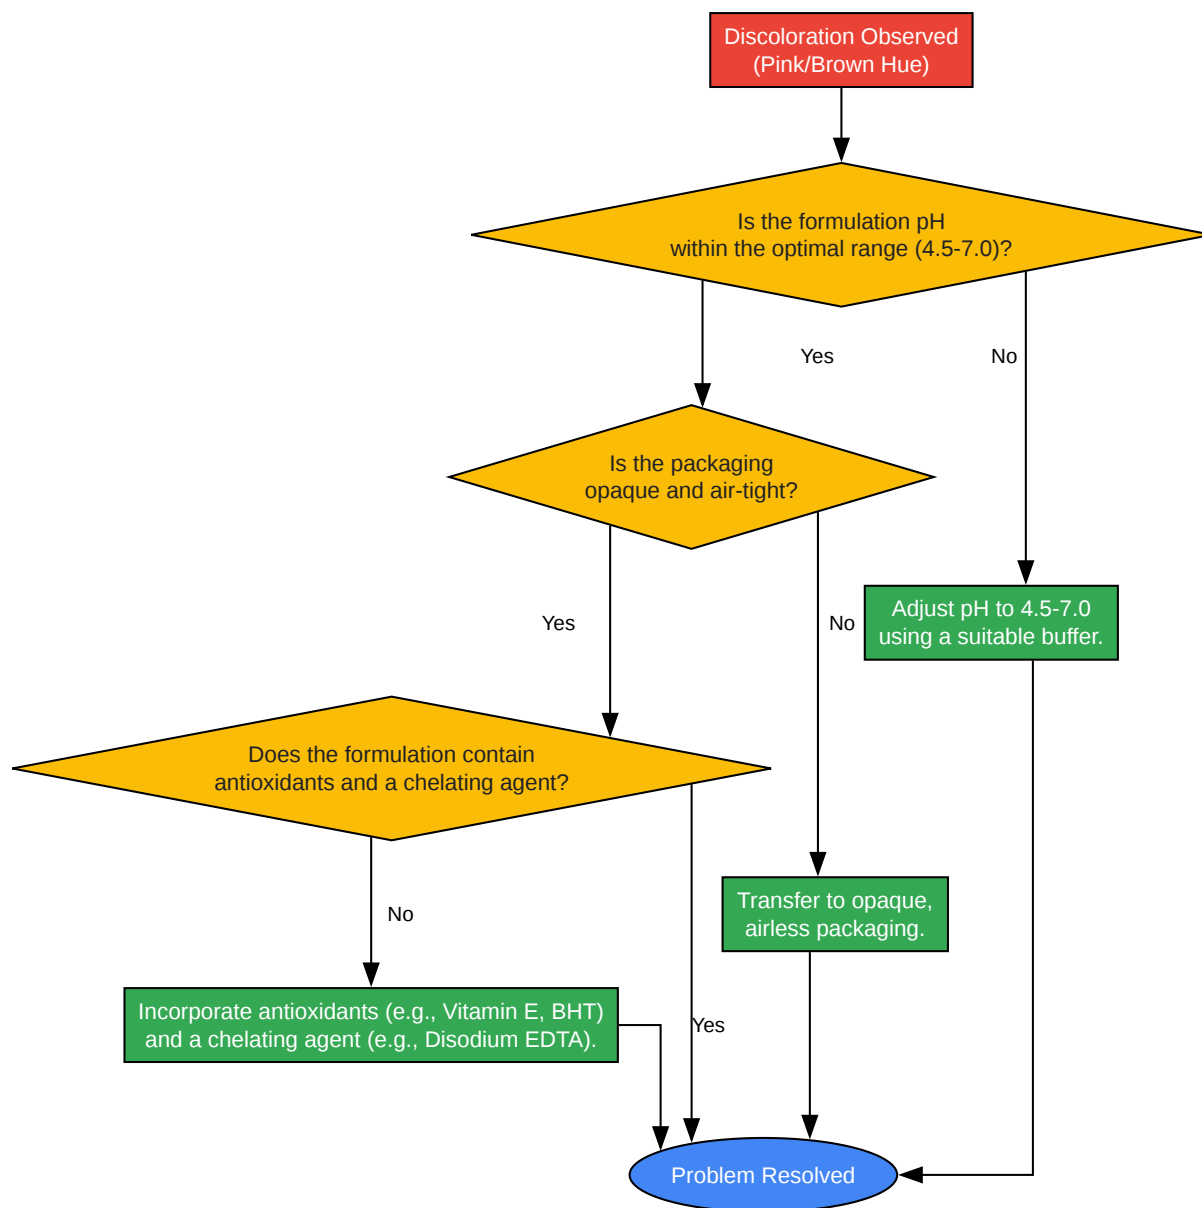 Discoloration Observed
(Pink/Brown Hue)
Is the formulation pH
within the optimal range (4.5-7.0)?
Yes
No
Is the packaging
opaque and air-tight?
Yes
No
Adjust pH to 4.5-7.0
using a suitable buffer.
Does the formulation contain
antioxidants and a chelating agent?
No
Transfer to opaque,
airless packaging.
Incorporate antioxidants (e.g., Vitamin E, BHT)
and a chelating agent (e.g., Disodium EDTA).
Yes
Problem Resolved